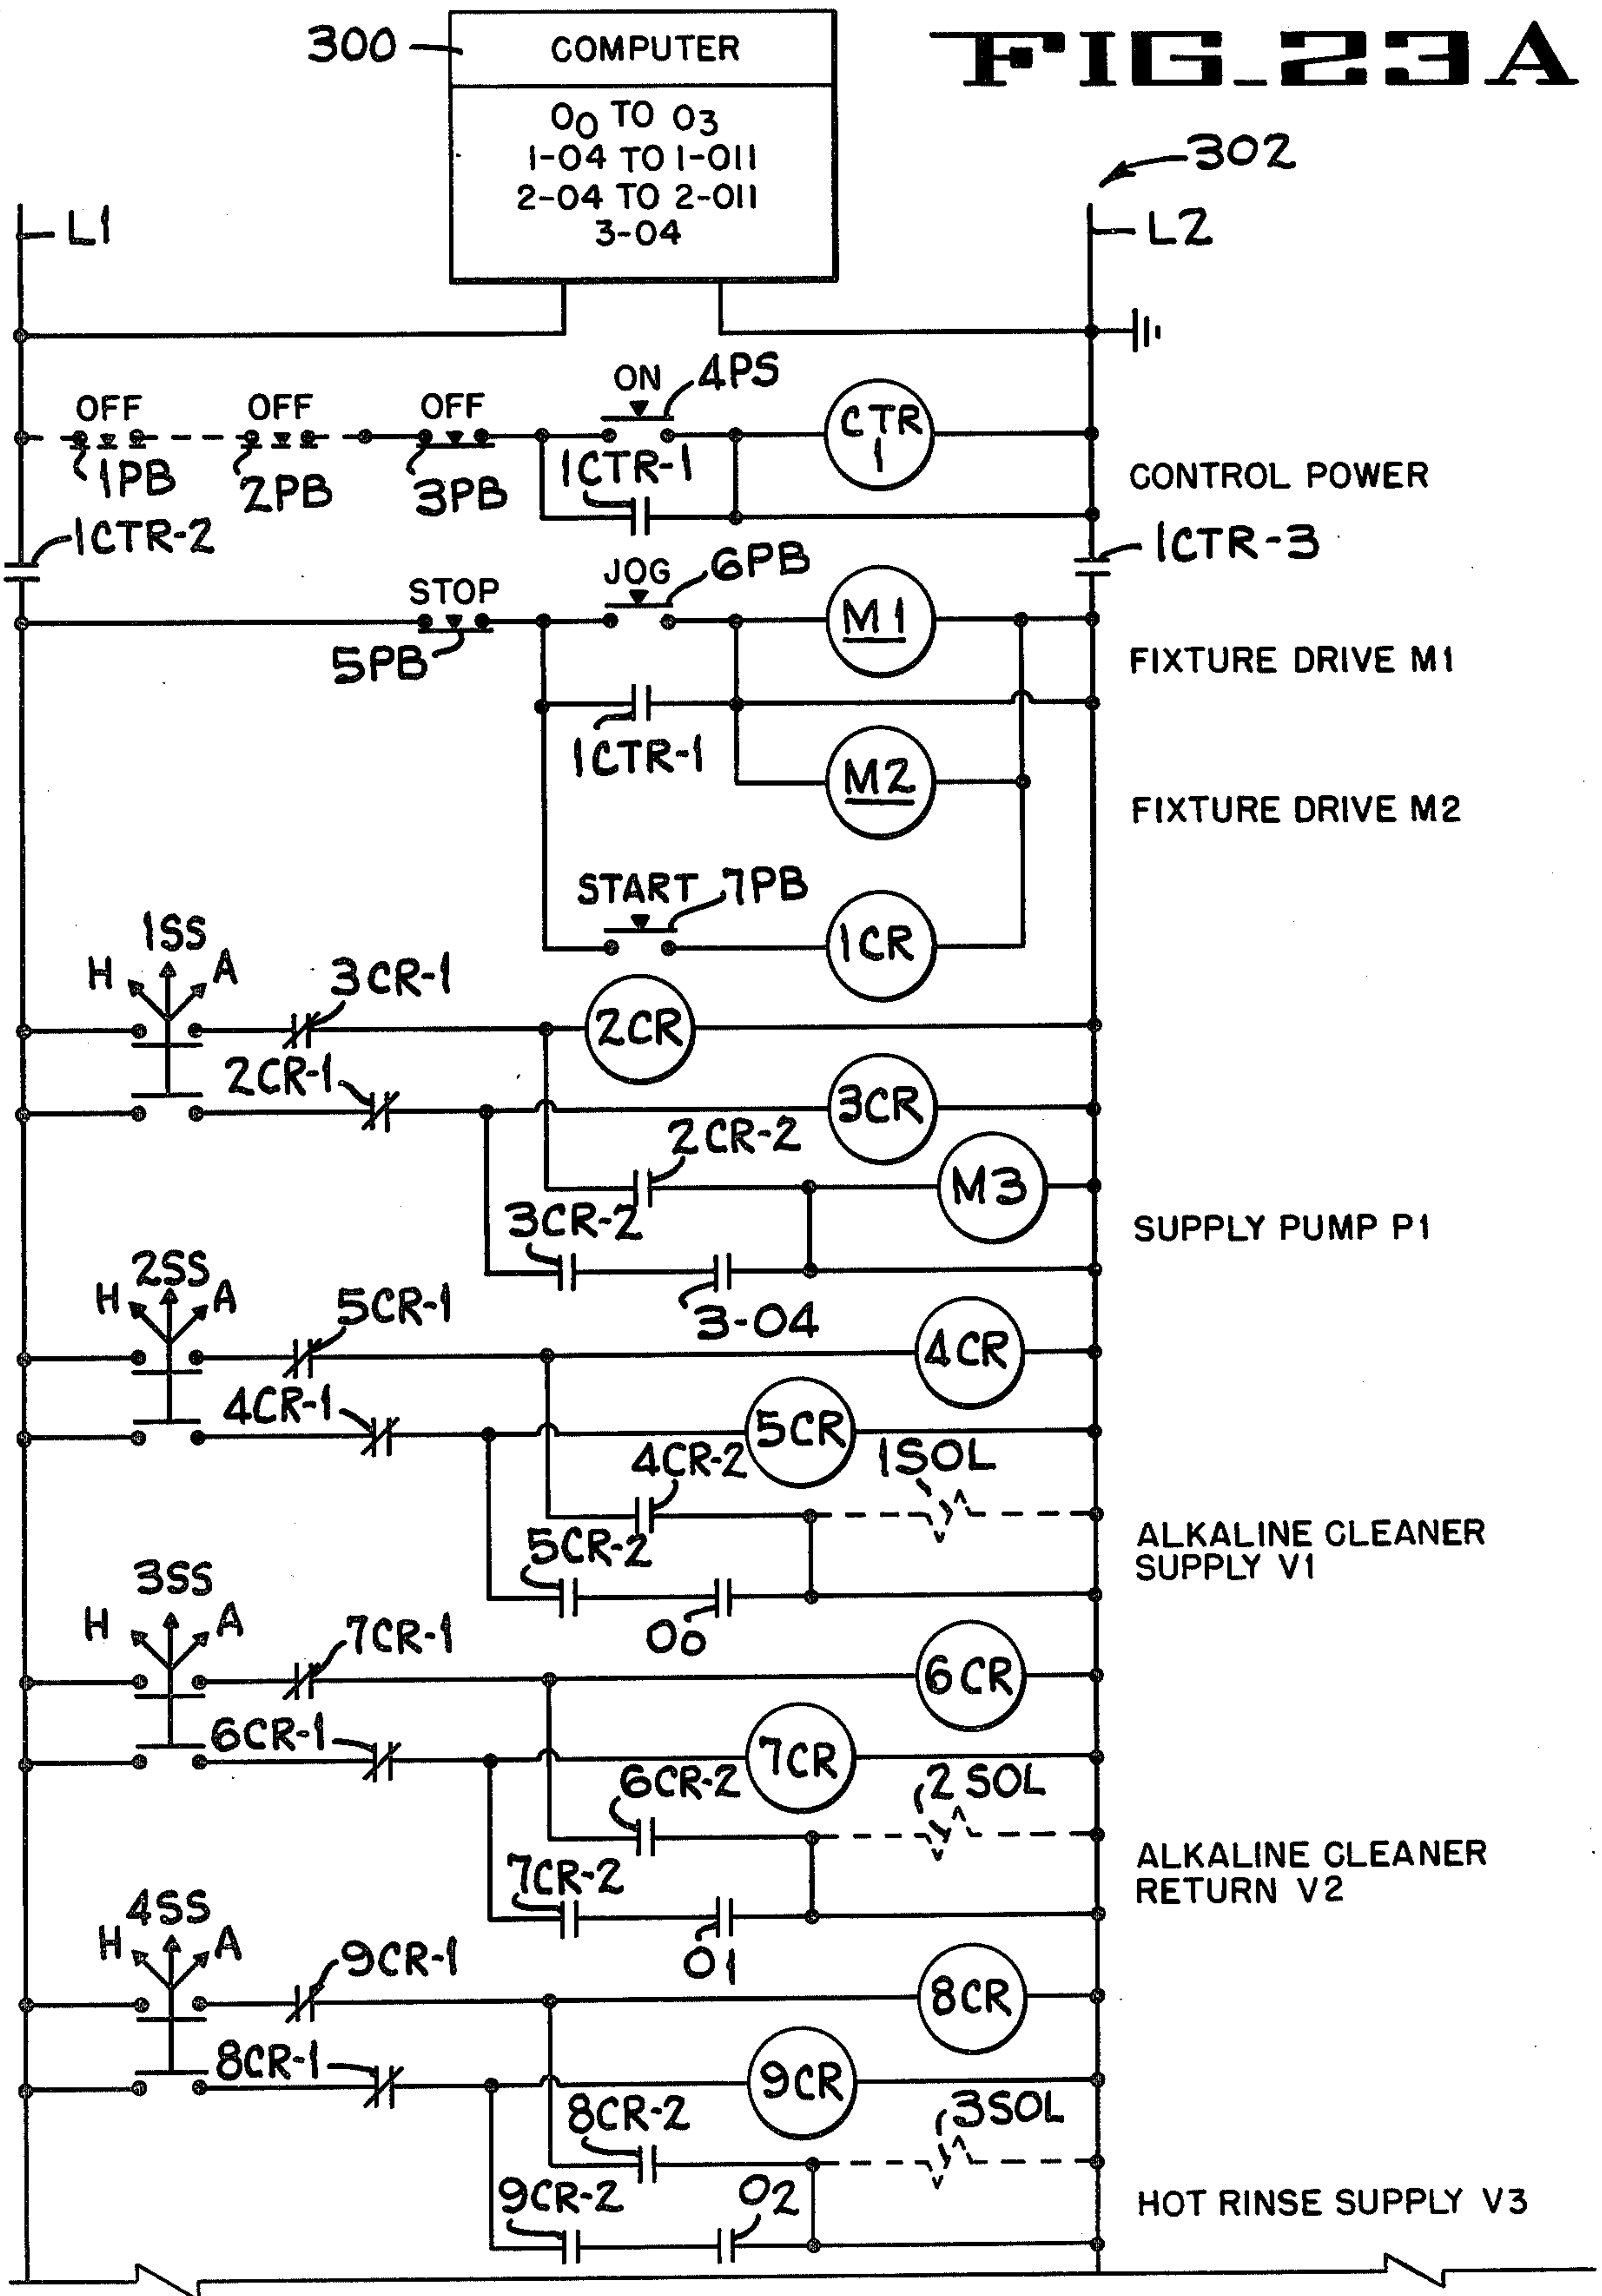 FIG_23A
300
COMPUTER
O0 TO O3
1-04 TO 1-011
2-04 TO 2-011
3-04
302
L1
L2
OFF
OFF
OFF
ON
4PS
CTR
1
1PB
2PB
3PB
1CTR-1
CONTROL POWER
1CTR-2
1CTR-3
STOP
JOG
6PB
M1
5PB
FIXTURE DRIVE M1
1CTR-1
M2
FIXTURE DRIVE M2
START
7PB
1CR
1SS
H
A
3CR-1
2CR
2CR-1
3CR
2CR-2
M3
3CR-2
SUPPLY PUMP P1
3-04
2SS
H
A
5CR-1
4CR
4CR-1
5CR
4CR-2
1SOL
5CR-2
ALKALINE CLEANER
SUPPLY V1
O0
3SS
H
A
7CR-1
6CR
6CR-1
7CR
6CR-2
2SOL
7CR-2
ALKALINE CLEANER
RETURN V2
O1
4SS
H
A
9CR-1
8CR
8CR-1
9CR
8CR-2
3SOL
9CR-2
O2
HOT RINSE SUPPLY V3